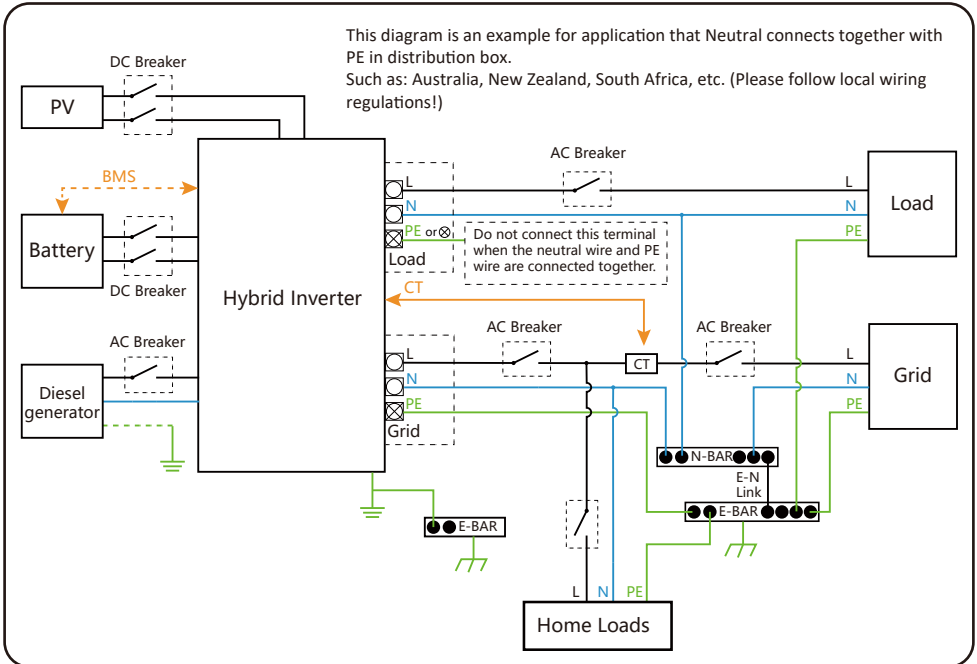 This diagram is an example for application that Neutral connects together with
PE in distribution box.
Such as: Australia, New Zealand, South Africa, etc. (Please follow local wiring
regulations!)
DC Breaker
PV
AC Breaker
L
N
PE or
Load
Do not connect this terminal
when the neutral wire and PE
wire are connected together.
L
N
PE
Load
BMS
Battery
DC Breaker
Hybrid Inverter
CT
AC Breaker
AC Breaker
AC Breaker
L
N
PE
Grid
CT
L
N
PE
Grid
Diesel
generator
N-BAR
E-N
Link
E-BAR
E-BAR
L
N
PE
Home Loads